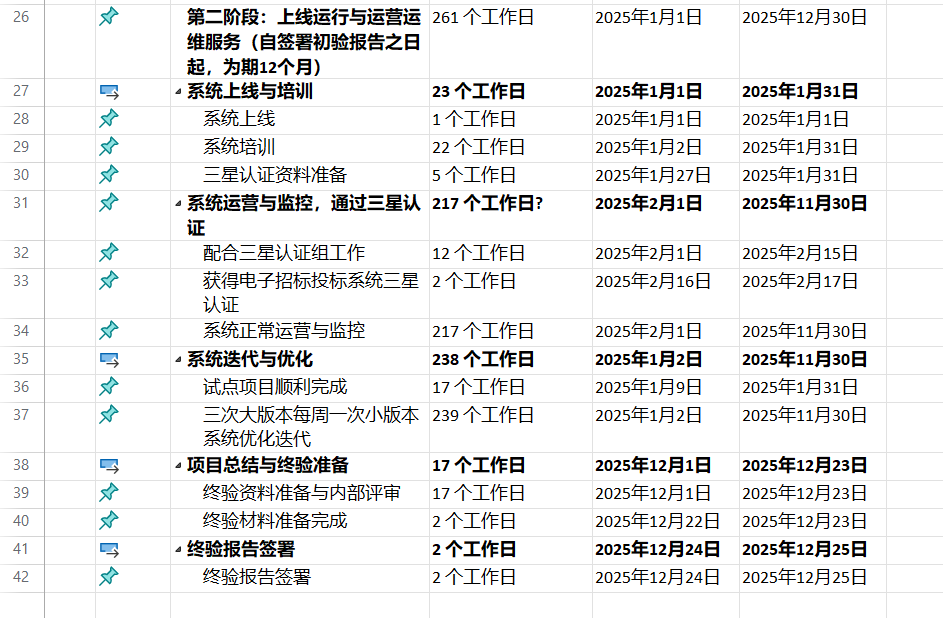 26 第二阶段：上线运行与运营运 261 个工作日 2025年1月1日 2025年12月30日
维服务（自签署初验报告之日
起，为期12个月）
27 系统上线与培训 23 个工作日 2025年1月1日 2025年1月31日
28 系统上线 1 个工作日 2025年1月1日 2025年1月1日
29 系统培训 22 个工作日 2025年1月2日 2025年1月31日
30 三星认证资料准备 5 个工作日 2025年1月27日 2025年1月31日
31 系统运营与监控，通过三星认 217 个工作日? 2025年2月1日 2025年11月30日
证
32 配合三星认证组工作 12 个工作日 2025年2月1日 2025年2月15日
33 获得电子招标投标系统三星 2 个工作日 2025年2月16日 2025年2月17日
认证
34 系统正常运营与监控 217 个工作日 2025年2月1日 2025年11月30日
35 系统迭代与优化 238 个工作日 2025年1月2日 2025年11月30日
36 试点项目顺利完成 17 个工作日 2025年1月9日 2025年1月31日
37 三次大版本每周一次小版本 239 个工作日 2025年1月2日 2025年11月30日
系统优化迭代
38 项目总结与终验准备 17 个工作日 2025年12月1日 2025年12月23日
39 终验资料准备与内部评审 17 个工作日 2025年12月1日 2025年12月23日
40 终验材料准备完成 2 个工作日 2025年12月22日 2025年12月23日
41 终验报告签署 2 个工作日 2025年12月24日 2025年12月25日
42 终验报告签署 2 个工作日 2025年12月24日 2025年12月25日